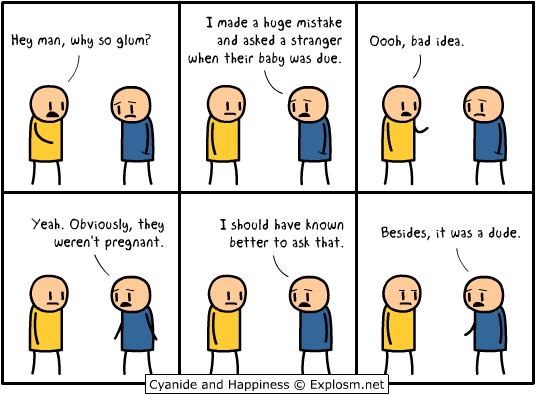 Hey man, why so glum?
I made a huge mistake
and asked a stranger
when their baby was due.
Oooh, bad idea.
Yeah. Obviously, they
weren't pregnant.
I should have known
better to ask that.
Besides, it was a dude.
Cyanide and Happiness © Explosm.net